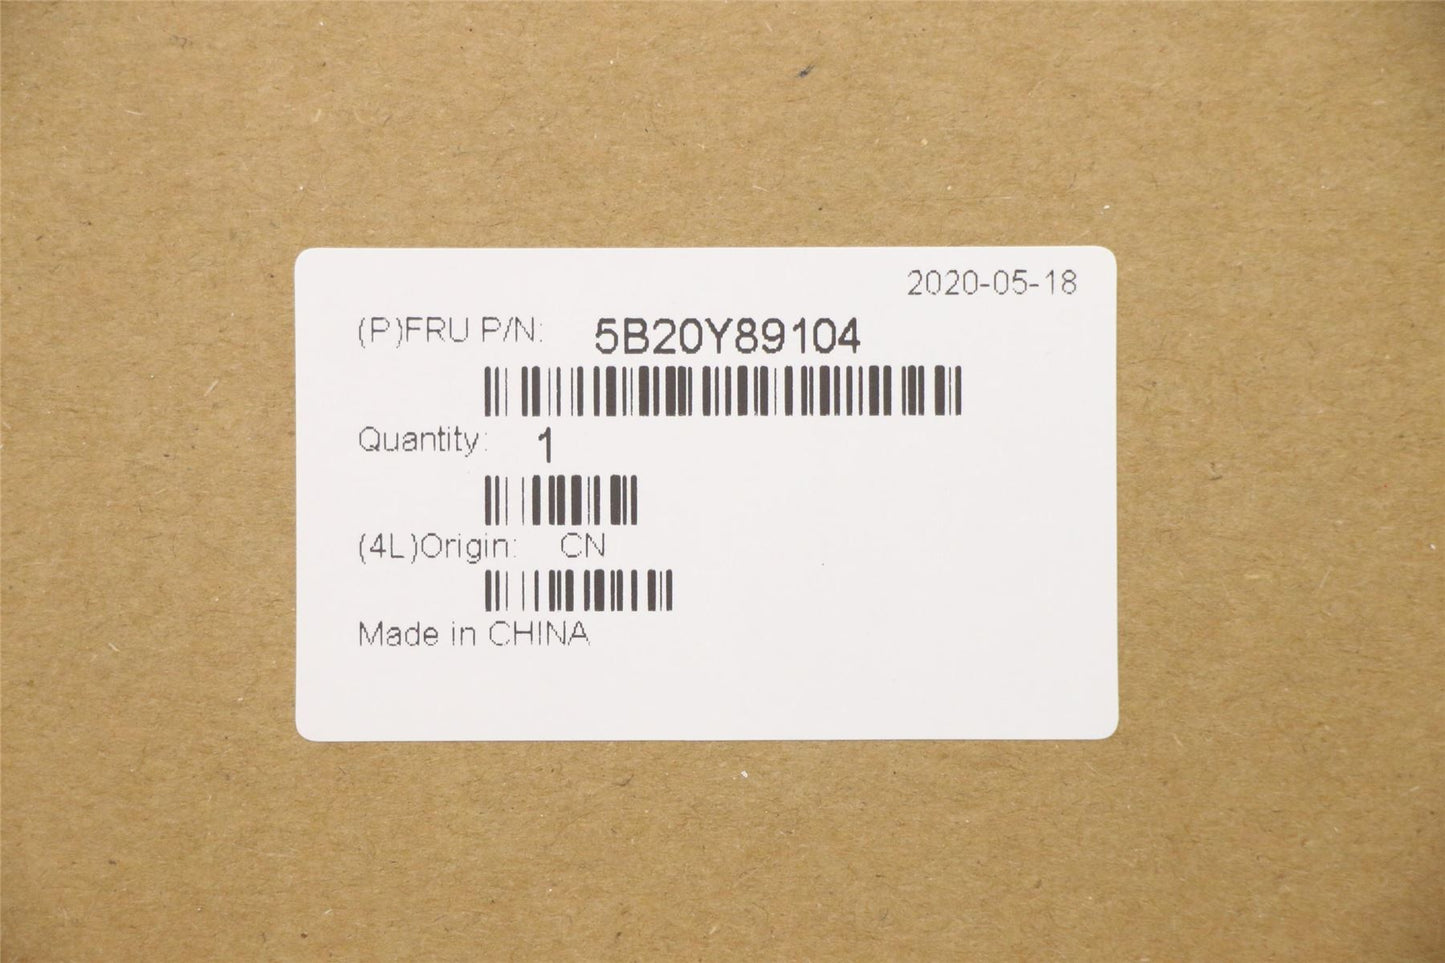 2020-05-18
(P)FRU P/N: 5B20Y89104
Quantity: 1
(4L)Origin: CN
Made in CHINA